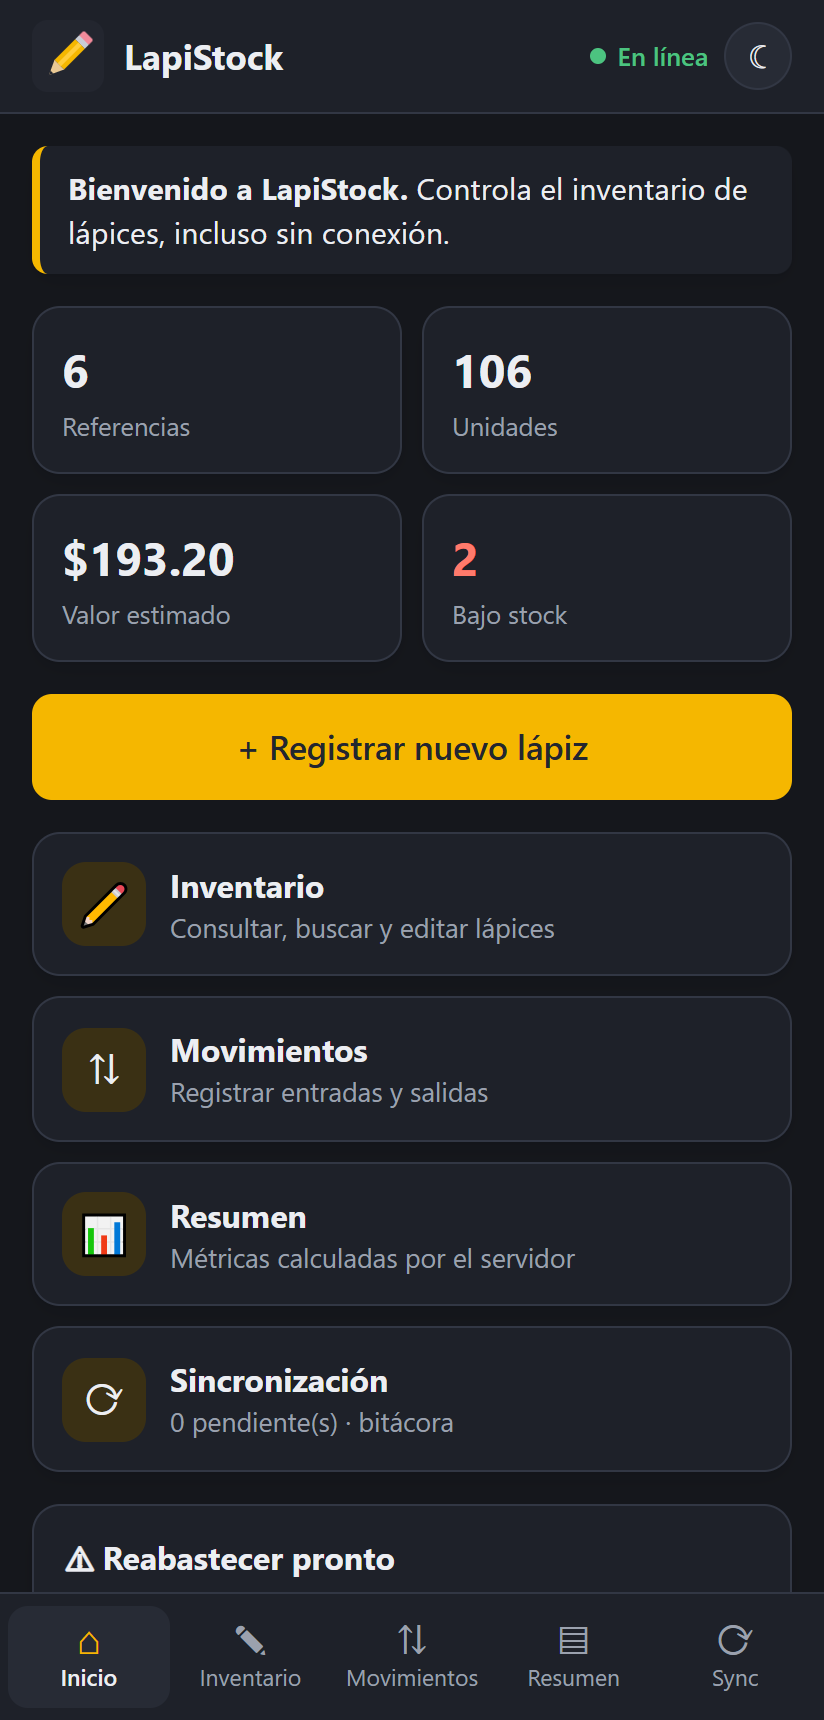 LapiStock
En línea
Bienvenido a LapiStock. Controla el inventario de
lápices, incluso sin conexión.
6
Referencias
106
Unidades
$193.20
Valor estimado
2
Bajo stock
+ Registrar nuevo lápiz
Inventario
Consultar, buscar y editar lápices
Movimientos
Registrar entradas y salidas
Resumen
Métricas calculadas por el servidor
Sincronización
0 pendiente(s) · bitácora
⚠ Reabastecer pronto
Inicio
Inventario
Movimientos
Resumen
Sync